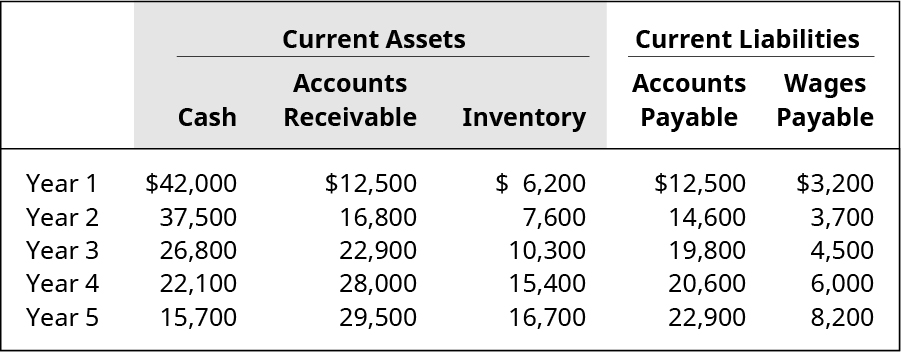 Current Assets Current Liabilities
Accounts Accounts Wages
Cash Receivable Inventory Payable Payable
Year 1 $42,000 $12,500 $ 6,200 $12,500 $3,200
Year 2 37,500 16,800 7,600 14,600 3,700
Year 3 26,800 22,900 10,300 19,800 4,500
Year 4 22,100 28,000 15,400 20,600 6,000
Year 5 15,700 29,500 16,700 22,900 8,200